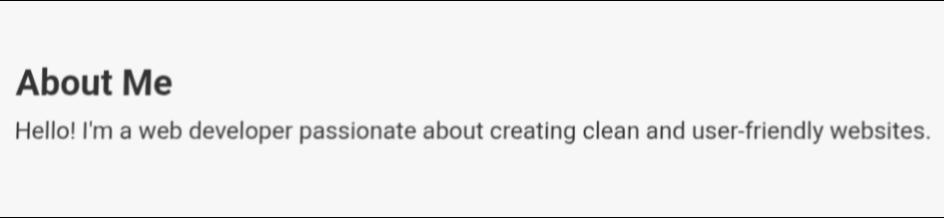 About Me
Hello! I'm a web developer passionate about creating clean and user-friendly websites.